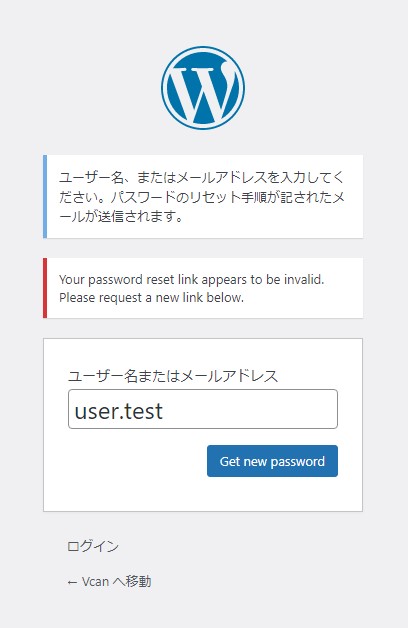 ユーザー名、またはメールアドレスを入力してく
ださい。パスワードのリセット手順が記されたメ
ールが送信されます。
Your password reset link appears to be invalid.
Please request a new link below.
ユーザー名またはメールアドレス
user.test
Get new password
ログイン
← Vcan へ移動